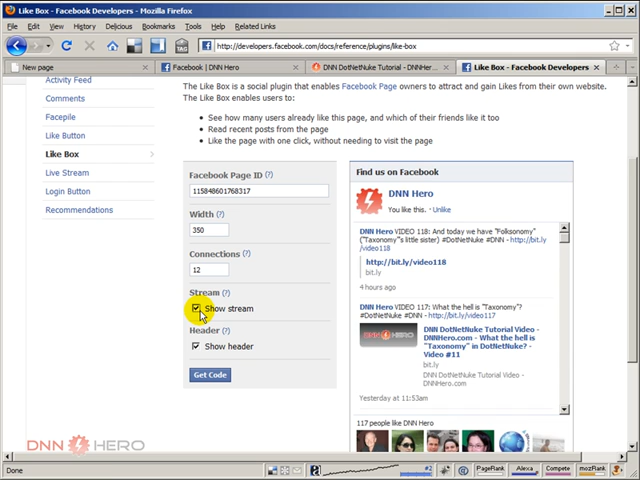 Like Box - Facebook Developers - Mozilla Firefox
File Edit View History Delicious Bookmarks Tools Help Related Links
TAG
http://developers.facebook.com/docs/reference/plugins/like-box
New page
Facebook | DNN Hero
DNN DotNetNuke Tutorial - DNNHer...
Like Box - Facebook Developers
Activity Feed
Comments
Facepile
Like Button
Like Box
Live Stream
Login Button
Recommendations
The Like Box is a social plugin that enables Facebook Page owners to attract and gain Likes from their own website.
The Like Box enables users to:
See how many users already like this page, and which of their friends like it too
Read recent posts from the page
Like the page with one click, without needing to visit the page
Facebook Page ID (?)
115848601768317
Width (?)
350
Connections (?)
12
Stream (?)
Show stream
Header (?)
Show header
Get Code
Find us on Facebook
DNN Hero
You like this. · Unlike
DNN Hero VIDEO 118: And today we have "Folksonomy"
("Taxonomy"'s little sister) #DotNetNuke #DNN - http://bit.ly
/video118
http://bit.ly/video118
bit.ly
4 hours ago
DNN Hero VIDEO 117: What the hell is "Taxonomy"?
#DotNetNuke #DNN - http://bit.ly/video117
DNN DotNetNuke Tutorial Video -
DNNHero.com - What the hell is
"Taxonomy" in DotNetNuke? -
Video #11
bit.ly
DNN DotNetNuke Tutorial Video -
DNNHero.com
Yesterday at 11:53am
117 people like DNN Hero
DNN HERO
Done
#2
PageRank
Alexa
Compete
mozRank